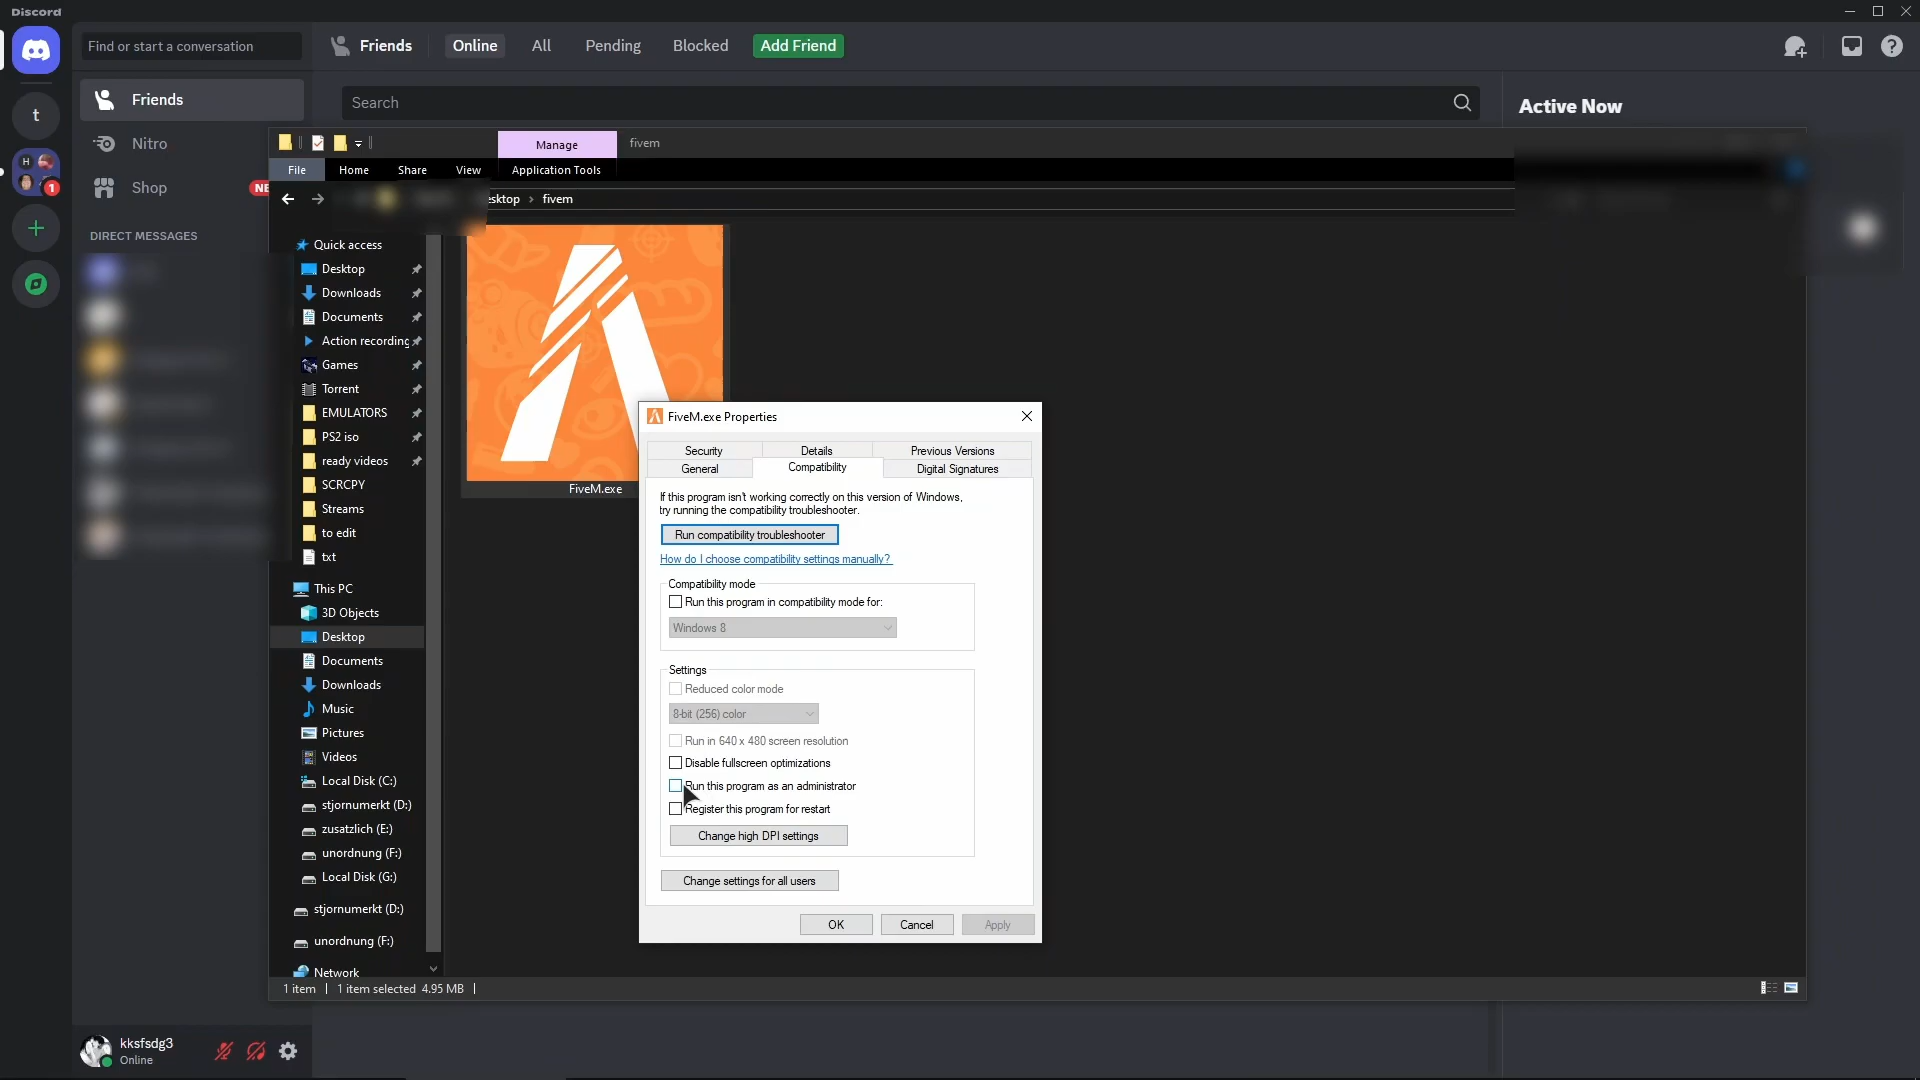 Discord
Find or start a conversation
Friends
Online
All
Pending
Blocked
Add Friend
Friends
Nitro
Shop
NE
DIRECT MESSAGES
t
H
1
Search
Active Now
Manage
fivem
File
Home
Share
View
Application Tools
esktop › fivem
Quick access
Desktop
Downloads
Documents
Action recording
Games
Torrent
EMULATORS
PS2 iso
ready videos
SCRCPY
Streams
to edit
txt
This PC
3D Objects
Desktop
Documents
Downloads
Music
Pictures
Videos
Local Disk (C:)
stjornumerkt (D:)
zusatzlich (E:)
unordnung (F:)
Local Disk (G:)
stjornumerkt (D:)
unordnung (F:)
Network
FiveM.exe
FiveM.exe Properties
Security
Details
Previous Versions
General
Compatibility
Digital Signatures
If this program isn't working correctly on this version of Windows,
try running the compatibility troubleshooter.
Run compatibility troubleshooter
How do I choose compatibility settings manually?
Compatibility mode
Run this program in compatibility mode for:
Windows 8
Settings
Reduced color mode
8-bit (256) color
Run in 640 x 480 screen resolution
Disable fullscreen optimizations
Run this program as an administrator
Register this program for restart
Change high DPI settings
Change settings for all users
OK
Cancel
Apply
1 item
1 item selected 4.95 MB
kksfsdg3
Online